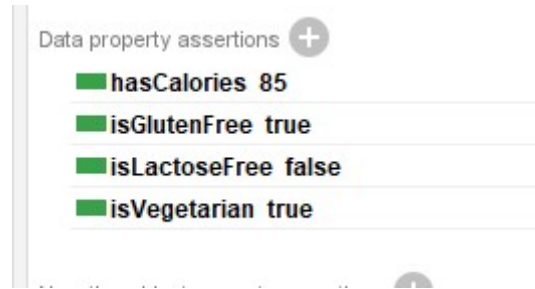 Data property assertions
hasCalories 85
isGlutenFree true
isLactoseFree false
isVegetarian true